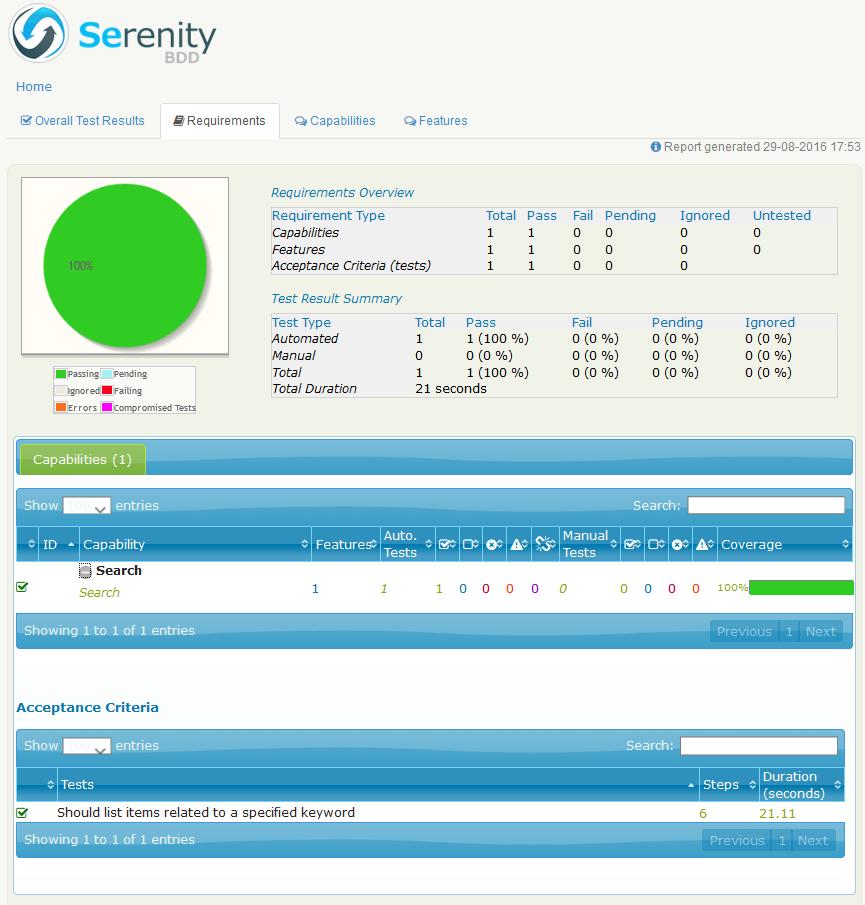 Serenity
BDD
Home
Overall Test Results Requirements Capabilities Features
Report generated 29-08-2016 17:53
100%
Passing Pending
Ignored Failing
Errors Compromised Tests
Requirements Overview
Requirement Type Total Pass Fail Pending Ignored Untested
Capabilities 1 1 0 0 0 0
Features 1 1 0 0 0 0
Acceptance Criteria (tests) 1 1 0 0 0
Test Result Summary
Test Type Total Pass Fail Pending Ignored
Automated 1 1 (100 %) 0 (0 %) 0 (0 %) 0 (0 %)
Manual 0 0 (0 %) 0 (0 %) 0 (0 %) 0 (0 %)
Total 1 1 (100 %) 0 (0 %) 0 (0 %) 0 (0 %)
Total Duration 21 seconds
Capabilities (1)
Show 100 entries Search:
ID Capability Features Auto. Tests Manual Tests Coverage
Search
Search 1 1 1 0 0 0 0 0 0 0 0 0 100%
Showing 1 to 1 of 1 entries Previous 1 Next
Acceptance Criteria
Show 100 entries Search:
Tests Steps Duration (seconds)
Should list items related to a specified keyword 6 21.11
Showing 1 to 1 of 1 entries Previous 1 Next